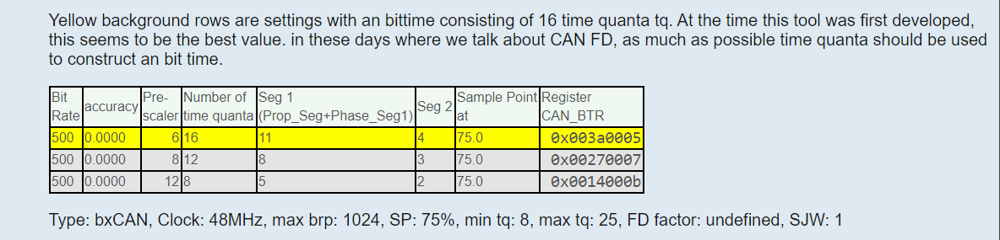 Yellow background rows are settings with an bittime consisting of 16 time quanta tq. At the time this tool was first developed,
this seems to be the best value. in these days where we talk about CAN FD, as much as possible time quanta should be used
to construct an bit time.
Bit Rate accuracy Pre-scaler Number of time quanta Seg 1 (Prop_Seg+Phase_Seg1) Seg 2 Sample Point at Register CAN_BTR
500 0.0000 6 16 11 4 75.0 0x003a0005
500 0.0000 8 12 8 3 75.0 0x00270007
500 0.0000 12 8 5 2 75.0 0x0014000b
Type: bxCAN, Clock: 48MHz, max brp: 1024, SP: 75%, min tq: 8, max tq: 25, FD factor: undefined, SJW: 1